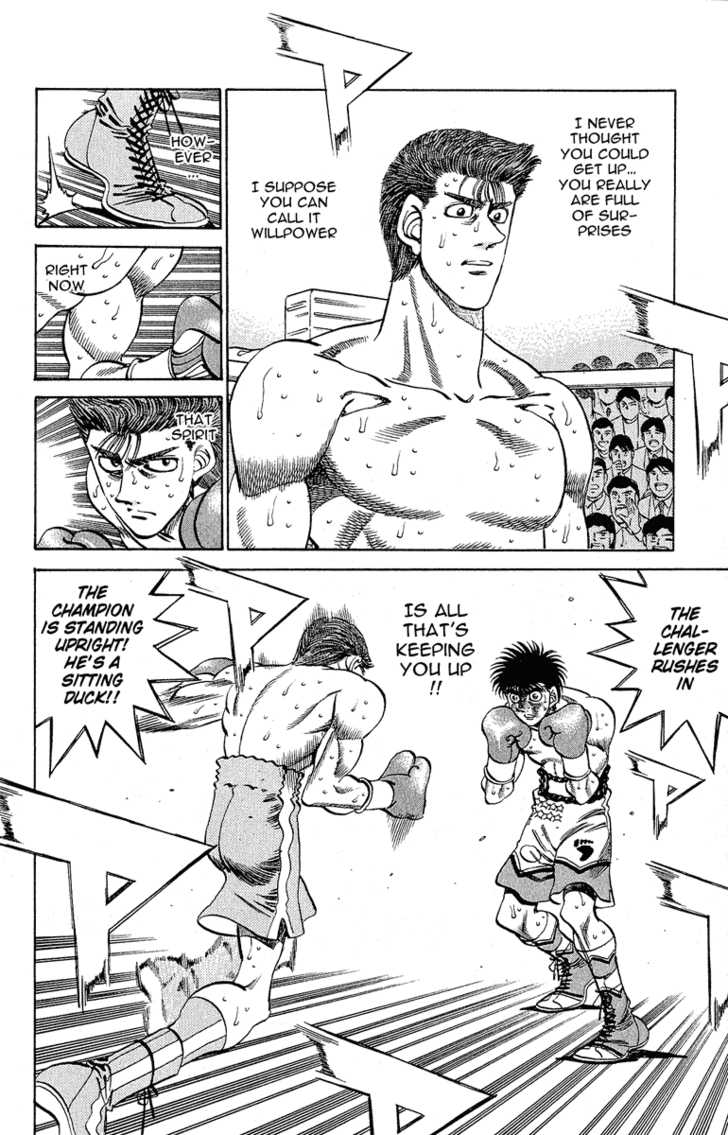 I NEVER
THOUGHT
YOU COULD
GET UP...
YOU REALLY
ARE FULL
OF SUR-
PRISES
I SUPPOSE
YOU CAN
CALL IT
WILLPOWER
HOW-
EVER
...
RIGHT
NOW
THAT
SPIRIT
THE
CHAL-
LENGER
RUSHES
IN
IS ALL
THAT'S
KEEPING
YOU UP
!!
THE
CHAMPION
IS STANDING
UPRIGHT!
HE'S A
SITTING
DUCK!!